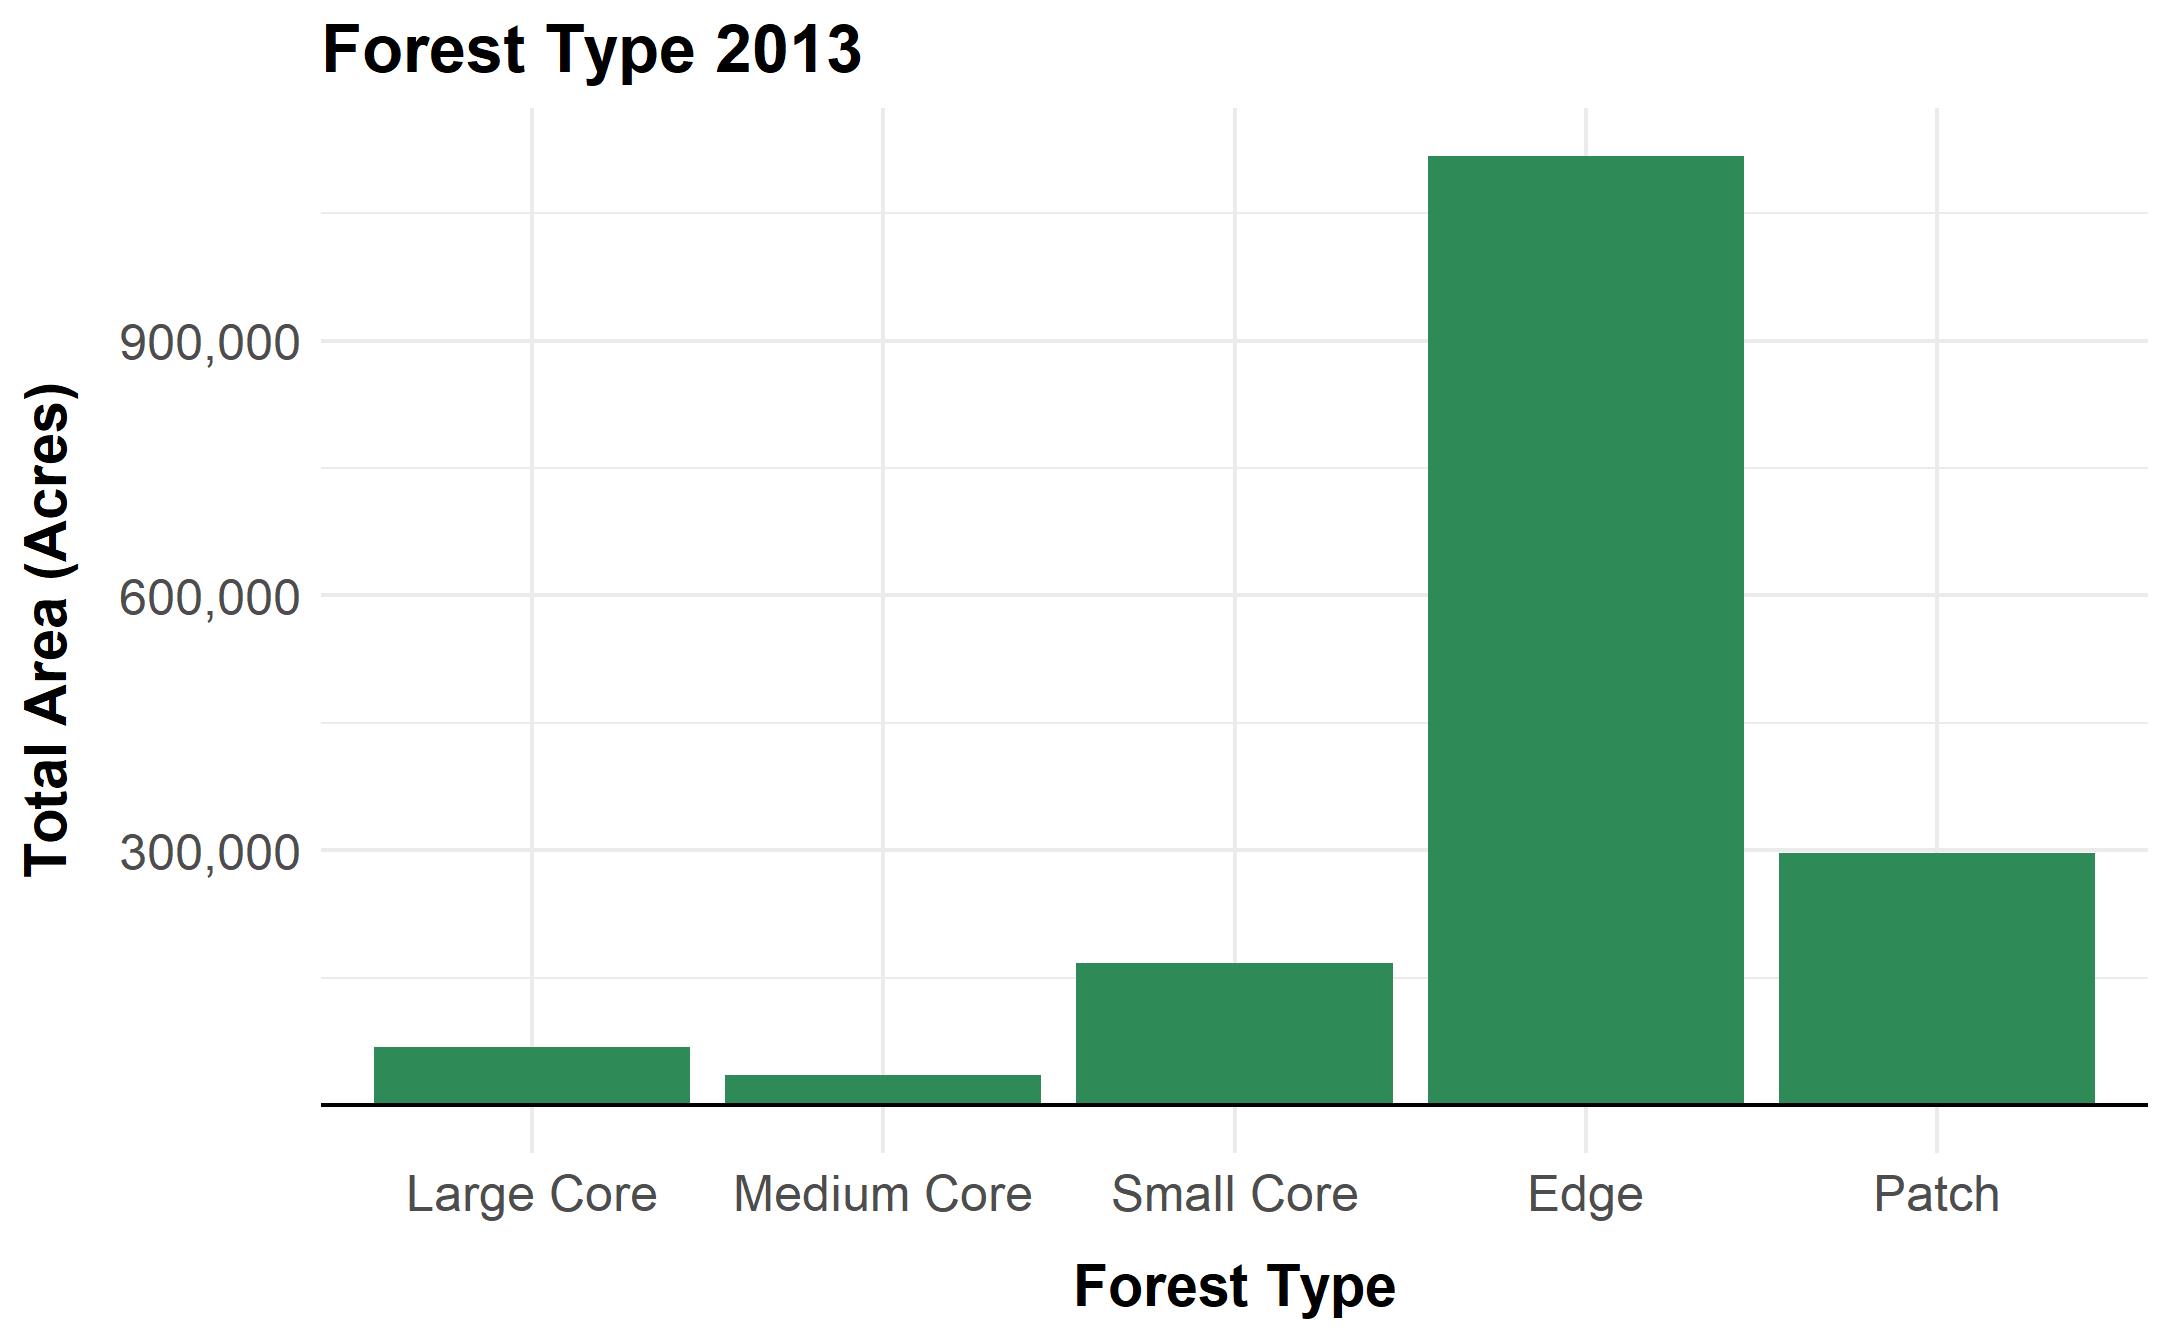 Forest Type 2013
Total Area (Acres)
900,000
600,000
300,000
Large Core
Medium Core
Small Core
Edge
Patch
Forest Type